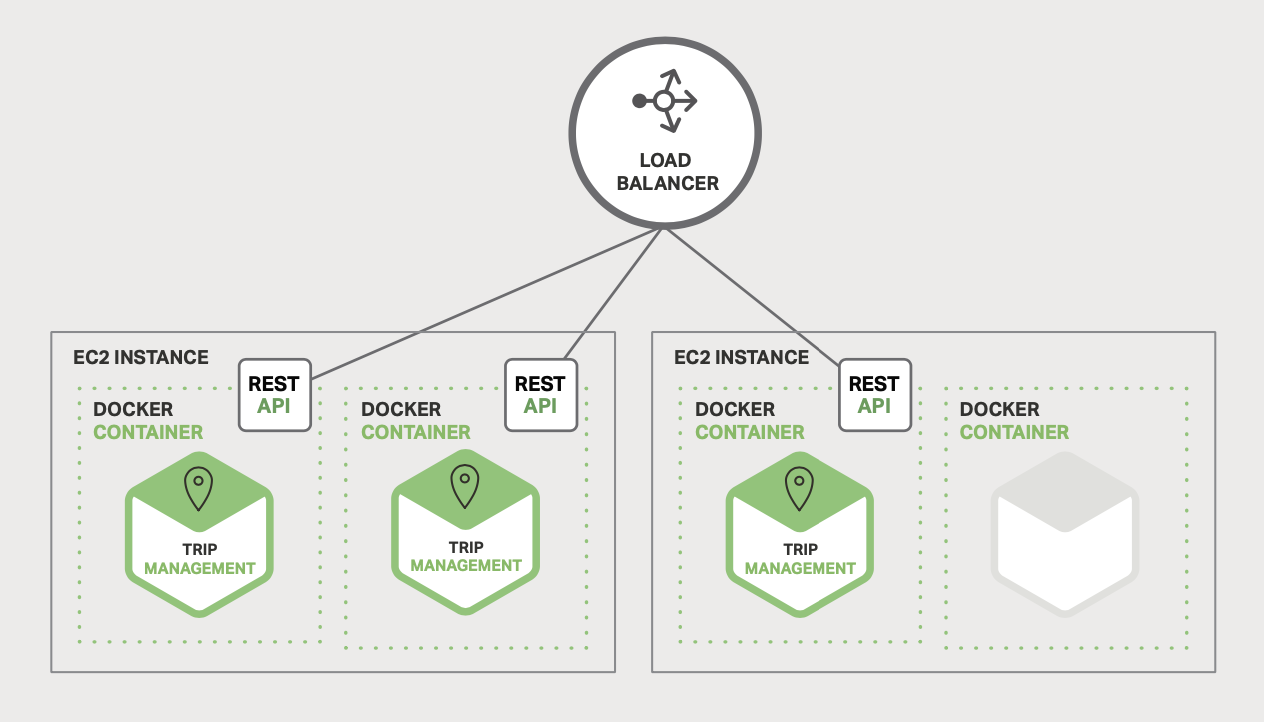 LOAD
BALANCER
EC2 INSTANCE
REST
API
DOCKER
CONTAINER
TRIP
MANAGEMENT
REST
API
DOCKER
CONTAINER
TRIP
MANAGEMENT
EC2 INSTANCE
REST
API
DOCKER
CONTAINER
TRIP
MANAGEMENT
DOCKER
CONTAINER